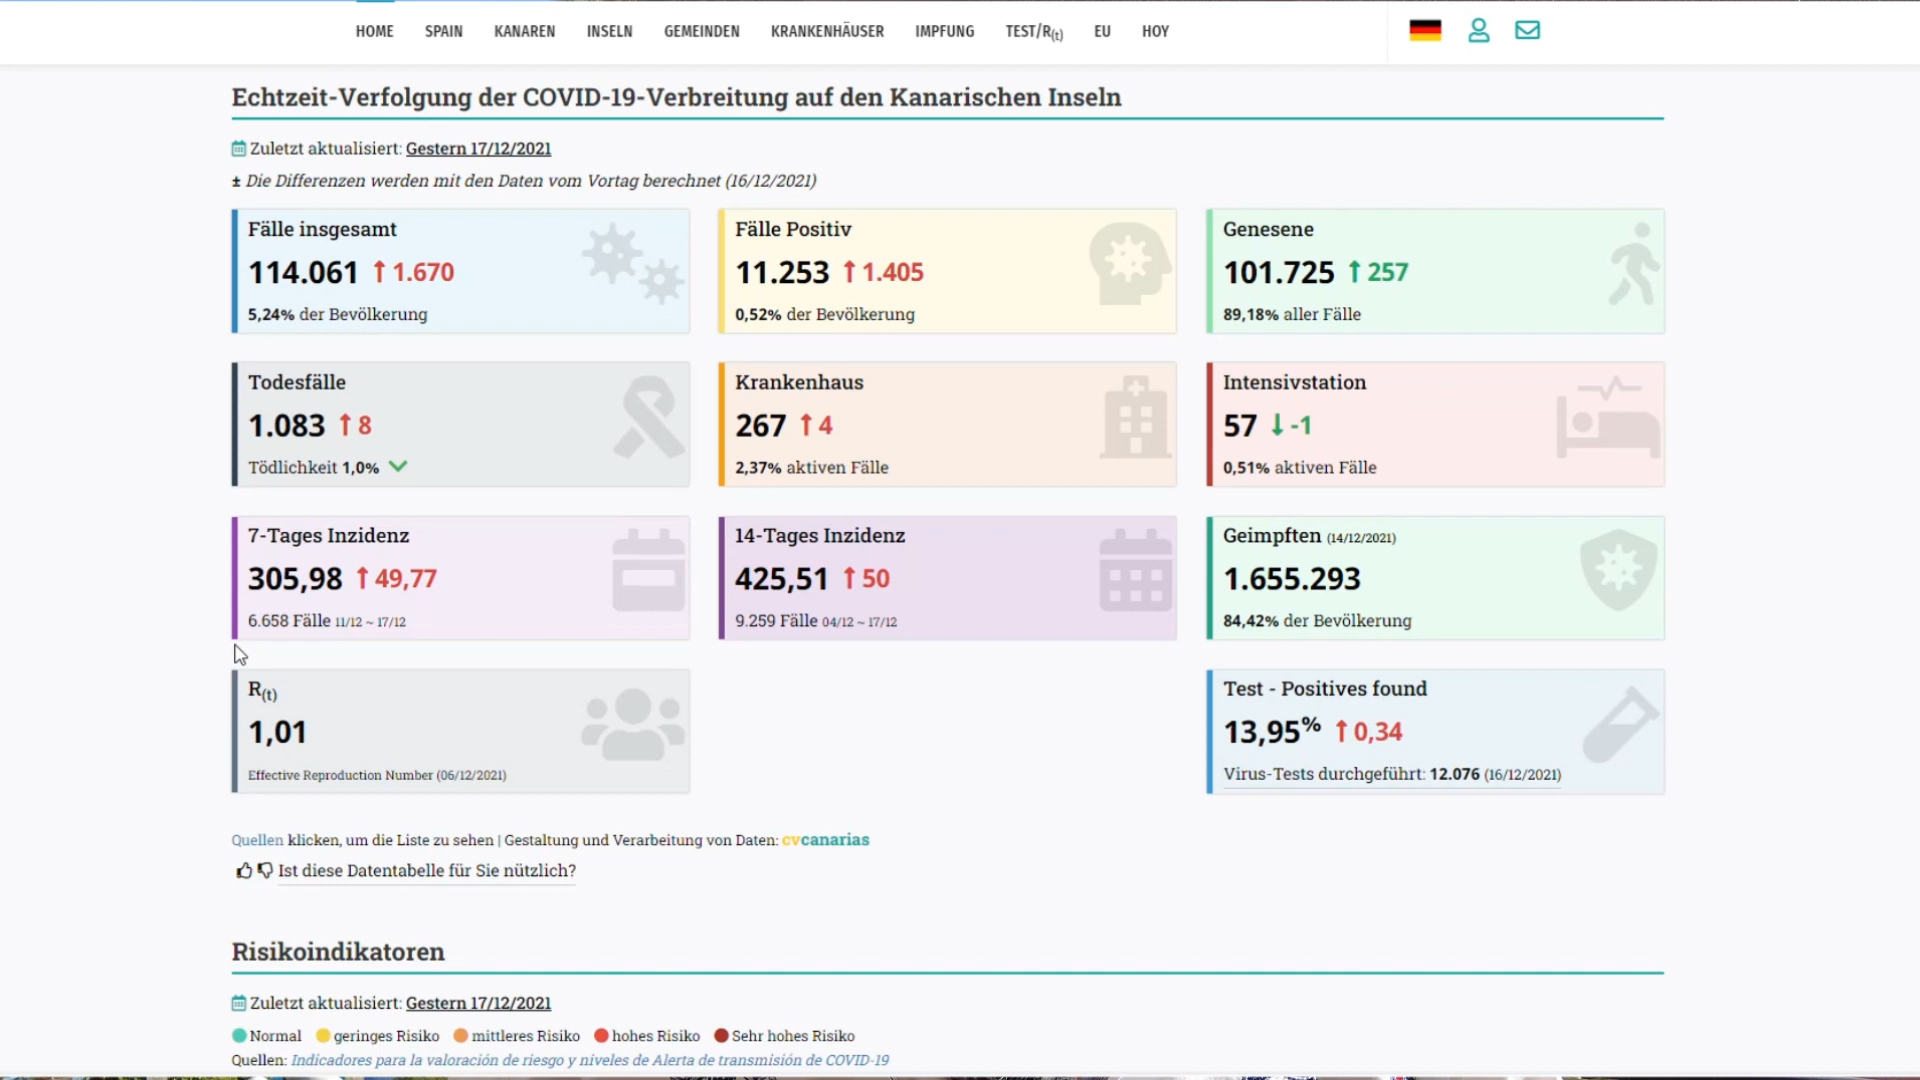 HOME SPAIN KANAREN INSELN GEMEINDEN KRANKENHÄUSER IMPFUNG TEST/R(t) EU HOY
Echtzeit-Verfolgung der COVID-19-Verbreitung auf den Kanarischen Inseln
Zuletzt aktualisiert: Gestern 17/12/2021
± Die Differenzen werden mit den Daten vom Vortag berechnet (16/12/2021)
Fälle insgesamt
114.061 ↑ 1.670
5,24% der Bevölkerung
Fälle Positiv
11.253 ↑ 1.405
0,52% der Bevölkerung
Genesene
101.725 ↑ 257
89,18% aller Fälle
Todesfälle
1.083 ↑ 8
Tödlichkeit 1,0%
Krankenhaus
267 ↑ 4
2,37% aktiven Fälle
Intensivstation
57 ↓ -1
0,51% aktiven Fälle
7-Tages Inzidenz
305,98 ↑ 49,77
6.658 Fälle 11/12 ~ 17/12
14-Tages Inzidenz
425,51 ↑ 50
9.259 Fälle 04/12 ~ 17/12
Geimpften (14/12/2021)
1.655.293
84,42% der Bevölkerung
R(t)
1,01
Effective Reproduction Number (06/12/2021)
Test - Positives found
13,95% ↑ 0,34
Virus-Tests durchgeführt: 12.076 (16/12/2021)
Quellen klicken, um die Liste zu sehen | Gestaltung und Verarbeitung von Daten: cvcanarias
Ist diese Datentabelle für Sie nützlich?
Risikoindikatoren
Zuletzt aktualisiert: Gestern 17/12/2021
Normal geringes Risiko mittleres Risiko hohes Risiko Sehr hohes Risiko
Quellen: Indicadores para la valoración de riesgo y niveles de Alerta de transmisión de COVID-19